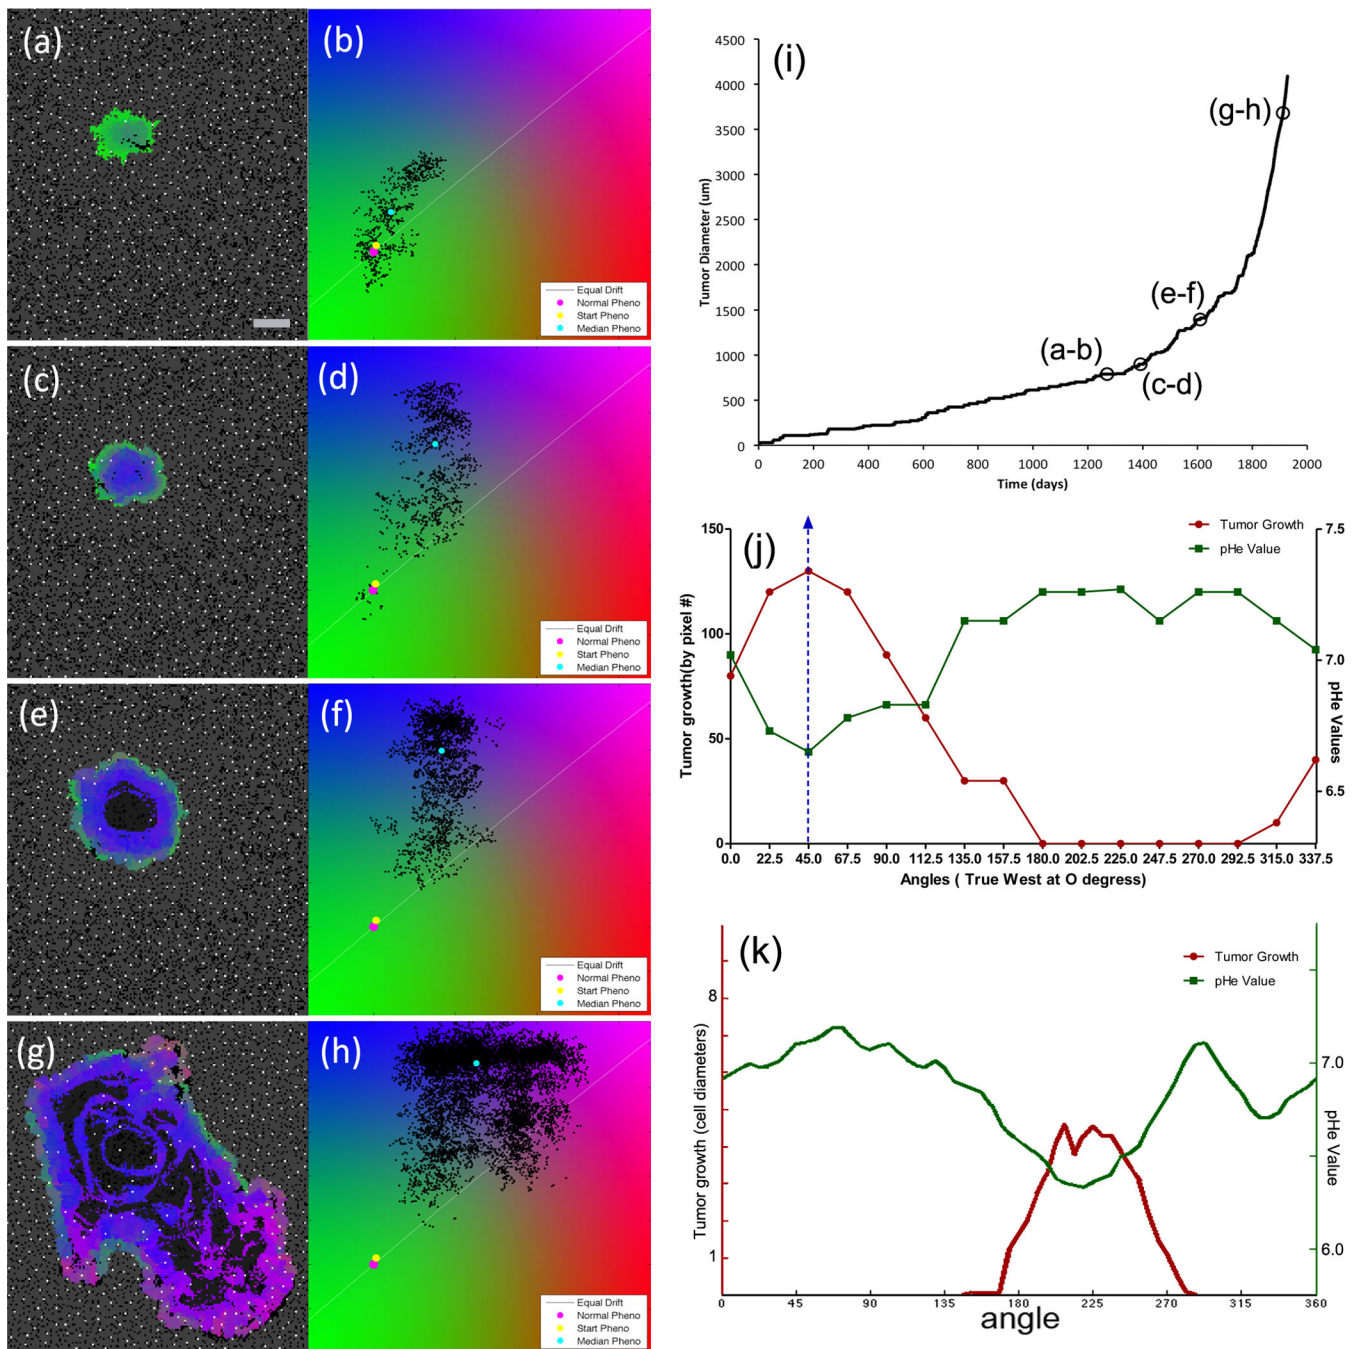 (a)
(b)
Equal Drift
Normal Pheno
Start Pheno
Median Pheno
(c)
(d)
Equal Drift
Normal Pheno
Start Pheno
Median Pheno
(e)
(f)
Equal Drift
Normal Pheno
Start Pheno
Median Pheno
(g)
(h)
Equal Drift
Normal Pheno
Start Pheno
Median Pheno
(i)
4500
4000
3500
3000
2500
2000
1500
1000
500
0
Tumor Diameter (um)
(g-h)
(e-f)
(a-b)
(c-d)
0 200 400 600 800 1000 1200 1400 1600 1800 2000
Time (days)
(j)
Tumor Growth
pHe Value
150
100
50
0
Tumor growth(by pixel #)
7.5
7.0
6.5
pHe Values
0.0 22.5 45.0 67.5 90.0 112.5 135.0 157.5 180.0 202.5 225.0 247.5 270.0 292.5 315.0 337.5
Angles ( True West at O degress)
(k)
Tumor Growth
pHe Value
8
1
Tumor growth (cell diameters)
7.0
6.0
pHe Value
0 45 90 135 180 225 270 315 360
angle